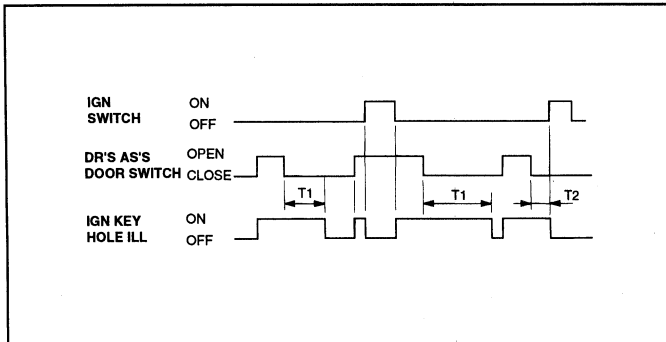 IGN SWITCH ON OFF
DR'S AS'S DOOR SWITCH OPEN CLOSE
T1 T1 T2
IGN KEY HOLE ILL ON OFF